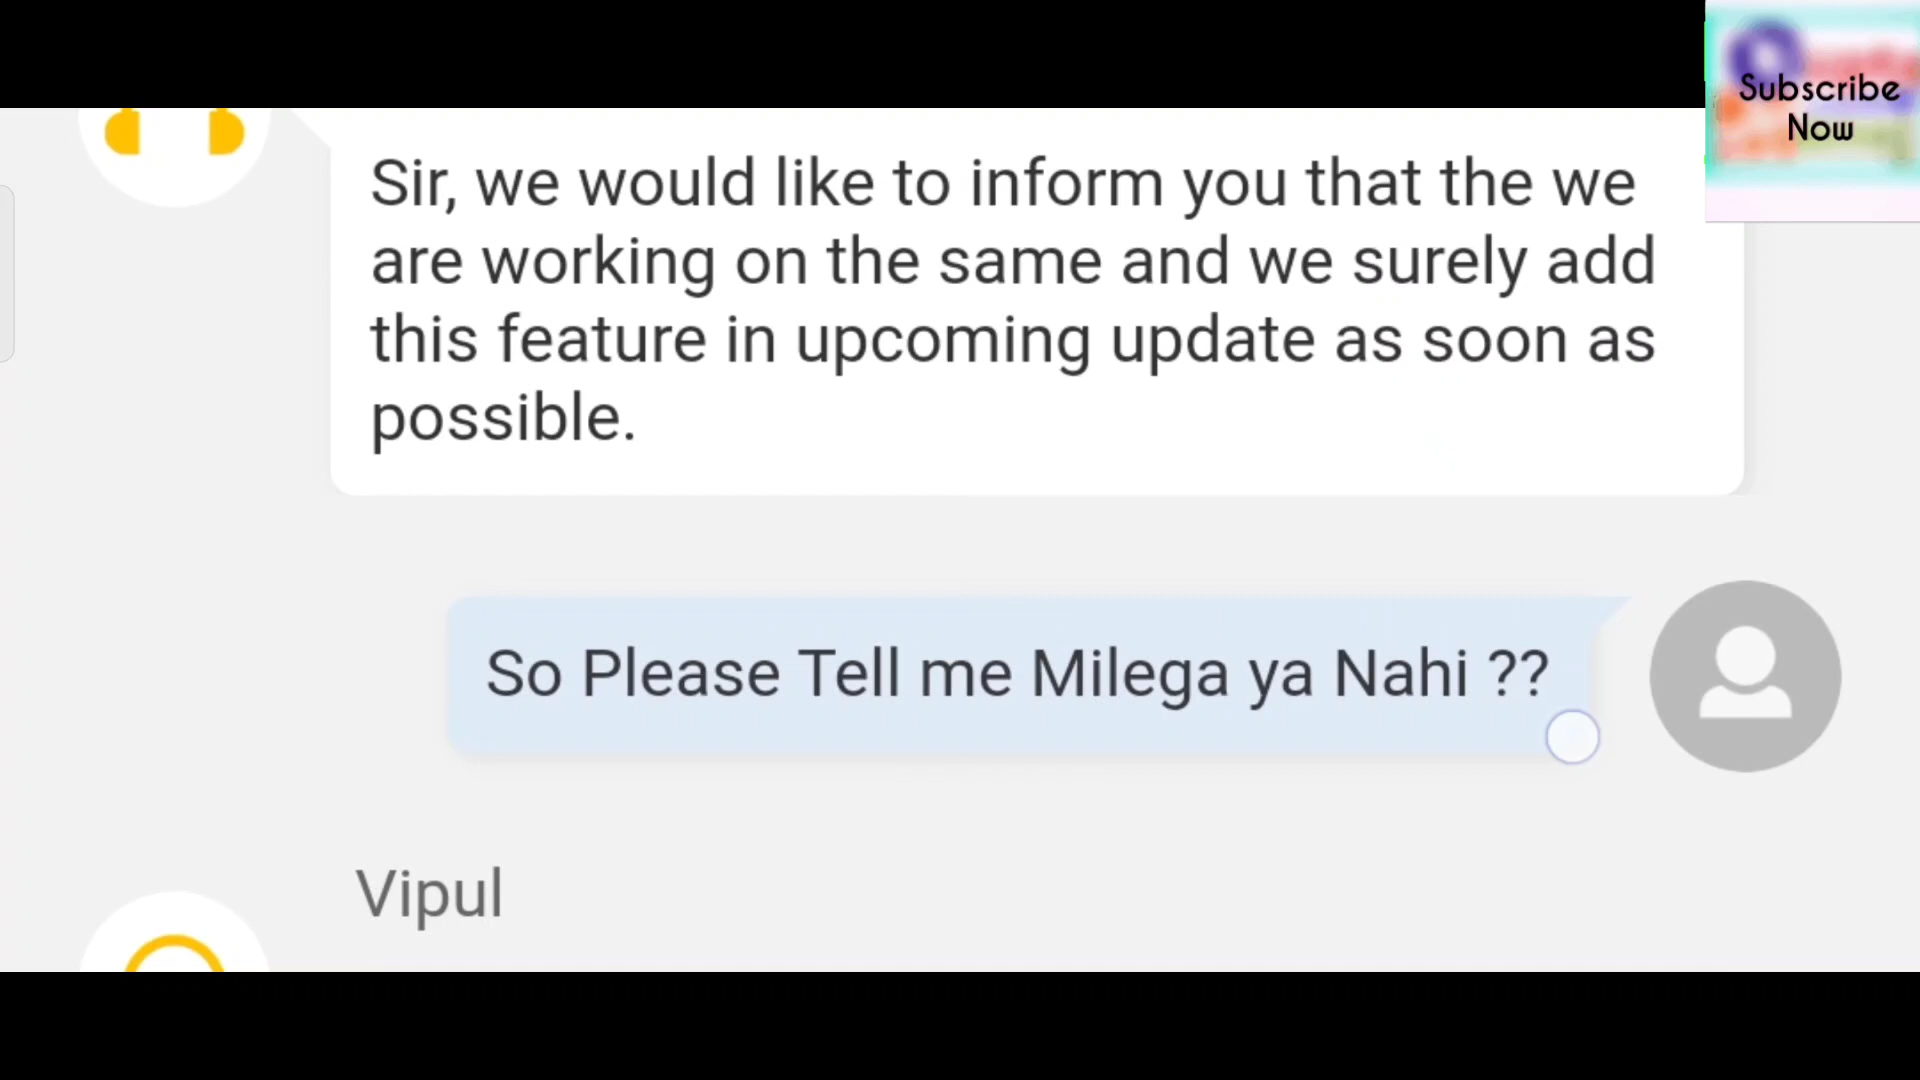 Subscribe
Now
Sir, we would like to inform you that the we
are working on the same and we surely add
this feature in upcoming update as soon as
possible.
So Please Tell me Milega ya Nahi ??
Vipul